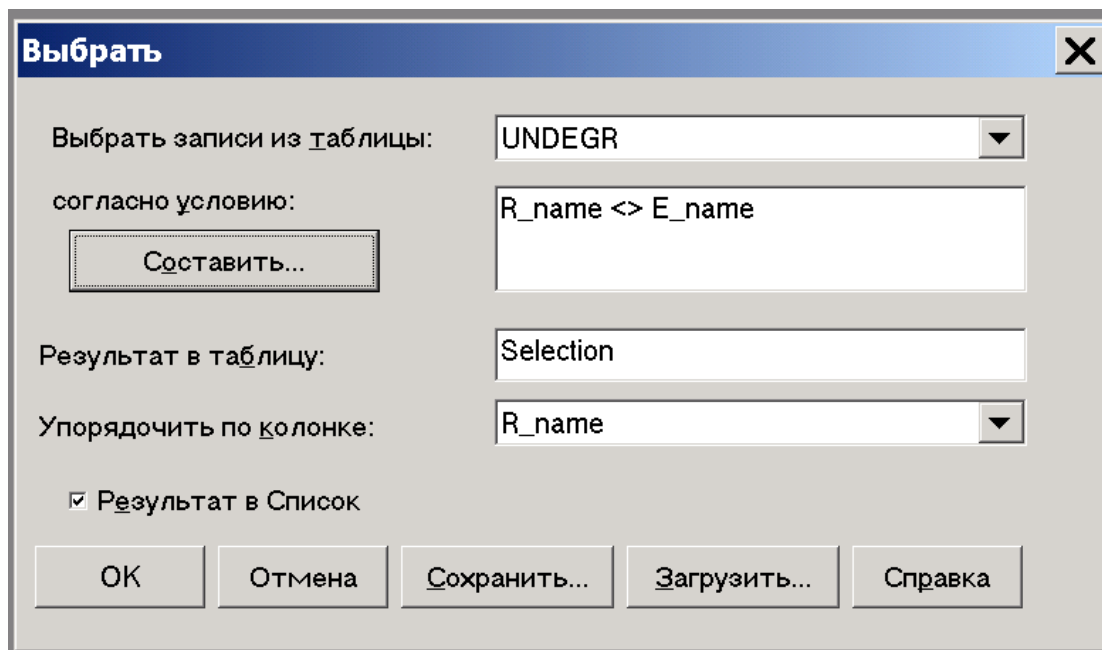 Выбрать
Выбрать записи из таблицы: UNDEGR
согласно условию: R_name <> E_name
Составить...
Результат в таблицу: Selection
Упорядочить по колонке: R_name
Результат в Список
OK Отмена Сохранить... Загрузить... Справка